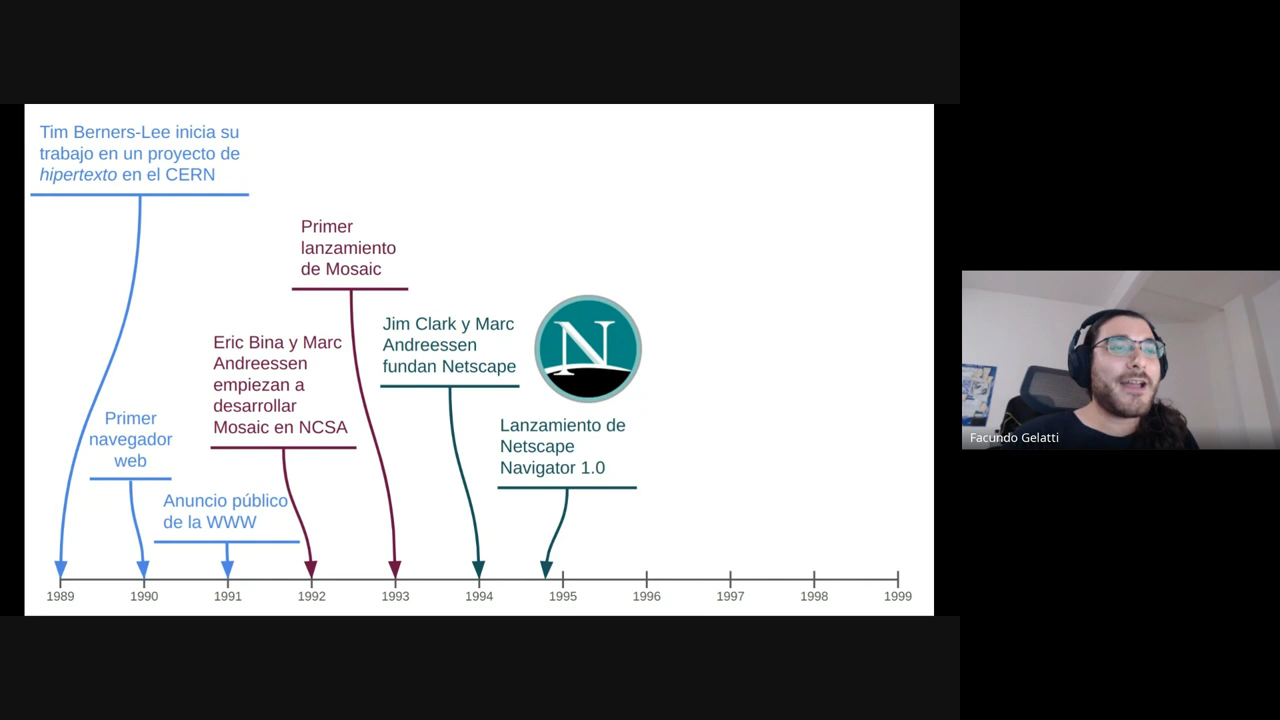 Tim Berners-Lee inicia su
trabajo en un proyecto de
hipertexto en el CERN
Primer
lanzamiento
de Mosaic
Jim Clark y Marc
Andreessen
fundan Netscape
N
Eric Bina y Marc
Andreessen
empiezan a
desarrollar
Mosaic en NCSA
Primer
navegador
web
Lanzamiento de
Netscape
Navigator 1.0
Anuncio público
de la WWW
1989 1990 1991 1992 1993 1994 1995 1996 1997 1998 1999
Facundo Gelatti